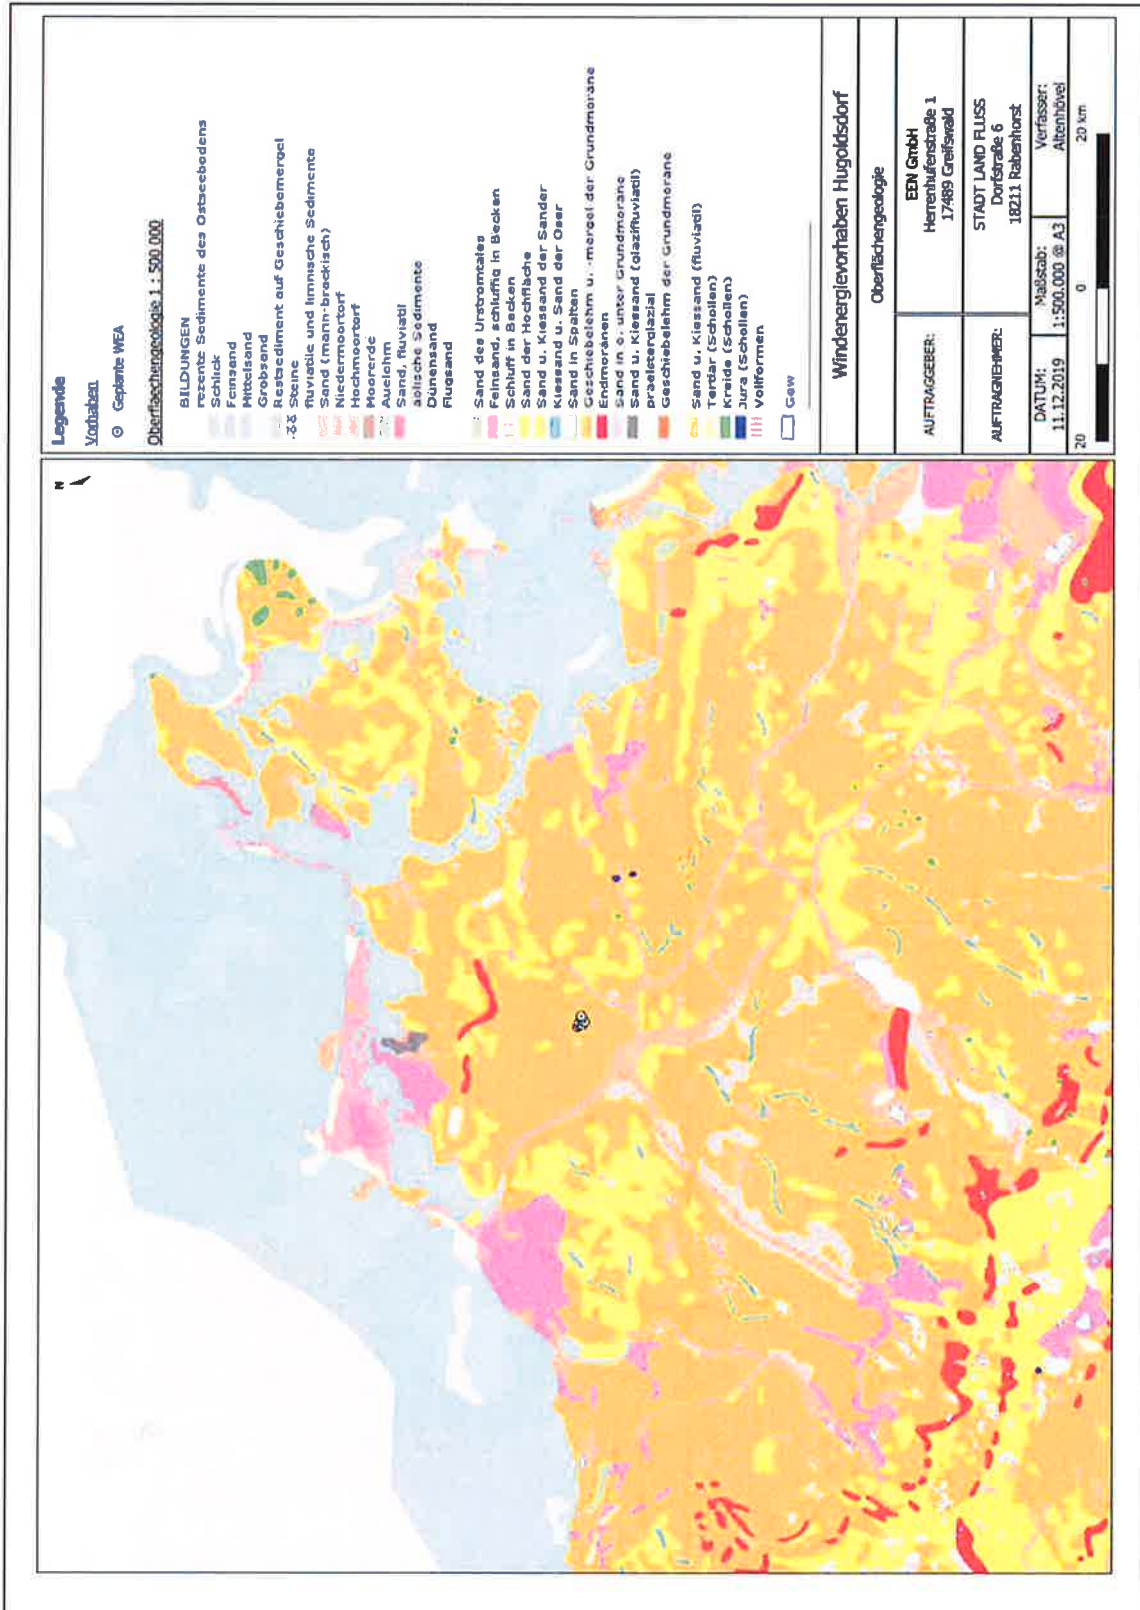 N
Legende
Vorhaben
Geplante WEA
Oberflaechengeologie 1 : 500.000
BILDUNGEN
rezente Sedimente des Ostseebodens
Schlick
Feinsand
Mittelsand
Grobsand
Restsediment auf Geschiebemergel
Steine
fluviatile und limnische Sedimente
Sand (marin-brackisch)
Niedermoortorf
Hochmoortorf
Moorerde
Auelehm
Sand, fluviatil
äolische Sedimente
Dünensand
Flugsand
Sand des Urstromtales
Feinsand, schluffig in Becken
Schluff in Becken
Sand der Hochfläche
Sand u. Kiessand der Sander
Kiessand u. Sand der Oser
Sand in Spalten
Geschiebelehm u. -mergel der Grundmoräne
Endmoränen
Sand in o. unter Grundmoräne
Sand u. Kiessand (glazifluviatil)
praeelsterglazial
Geschiebelehm der Grundmoräne
Sand u. Kiessand (fluviatil)
Tertiär (Schollen)
Kreide (Schollen)
Jura (Schollen)
Vollformen
Gew
Windenergievorhaben Hugoldsdorf
Oberflächengeologie
AUFTRAGGEBER:
EEN GmbH
Herrenhufenstraße 1
17489 Greifswald
AUFTRAGNEHMER:
STADT LAND FLUSS
Dorfstraße 6
18211 Rabenhorst
DATUM:
11.12.2019
Maßstab:
1:500.000 @ A3
Verfasser:
Altenhövel
20 0 20 km